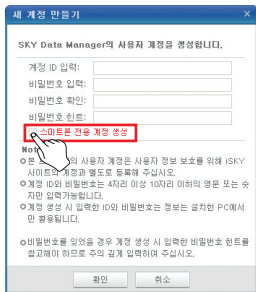 새 계정 만들기
SKY Data Manager의 사용자 계정을 생성합니다.
계정 ID 입력:
비밀번호 입력:
비밀번호 확인:
비밀번호 힌트:
스마트폰 전용 계정 생성
Not
본 의 사용자 계정은 사용자 정보 보호를 위해 iSKY
사이트의 계정과 별도로 등록해 주십시오.
계정 ID와 비밀번호는 4자리 이상 10자리 이하의 영문 또는 숫
자만 입력가능합니다.
계정 생성 시 입력한 ID와 비밀번호는 정보는 설치한 PC에서
만 활용됩니다.
비밀번호를 잊었을 경우 계정 생성 시 입력한 비밀번호 힌트를
참고해야 하므로 주의 깊게 입력하여 주십시오.
확인 취소